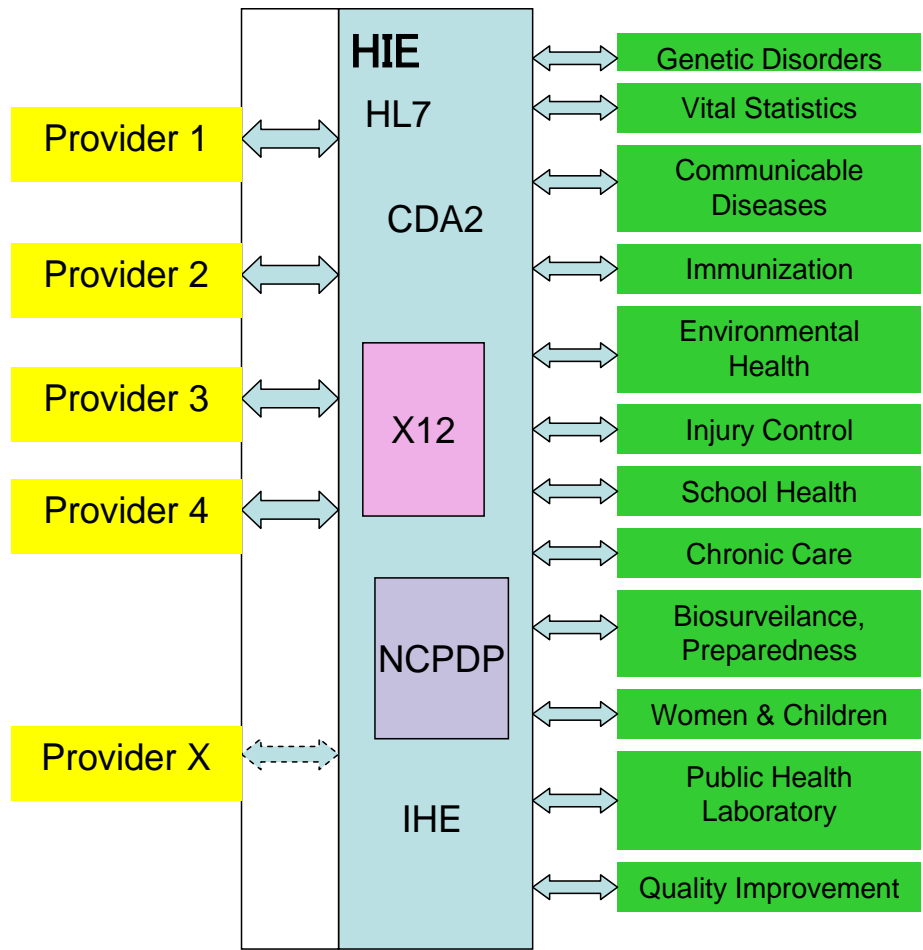 HIE
HL7
CDA2
X12
NCPDP
IHE
Provider 1
Provider 2
Provider 3
Provider 4
Provider X
Genetic Disorders
Vital Statistics
Communicable
Diseases
Immunization
Environmental
Health
Injury Control
School Health
Chronic Care
Biosurveilance,
Preparedness
Women & Children
Public Health
Laboratory
Quality Improvement